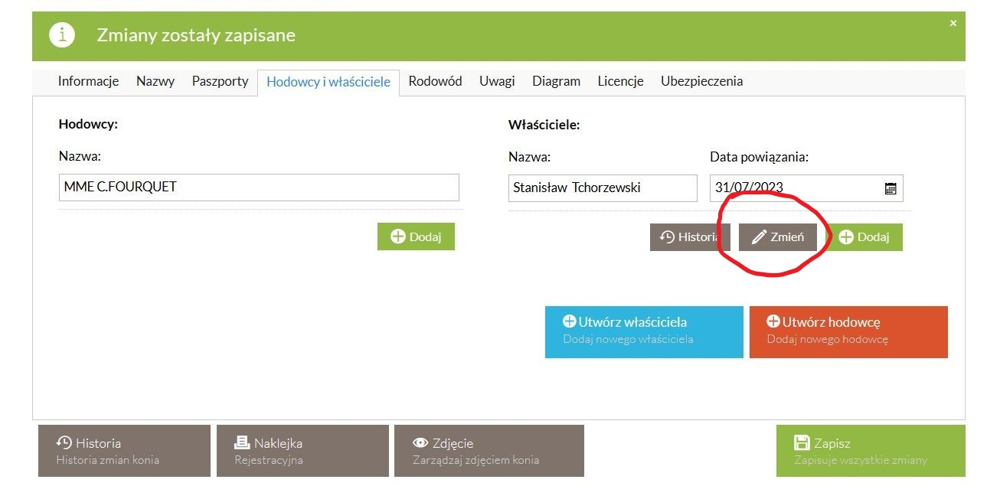 Zmiany zostały zapisane
Informacje Nazwy Paszporty Hodowcy i właściciele Rodowód Uwagi Diagram Licencje Ubezpieczenia
Hodowcy:
Nazwa:
MME C.FOURQUET
Dodaj
Właściciele:
Nazwa: Data powiązania:
Stanisław Tchorzewski 31/07/2023
Historia Zmień Dodaj
Utwórz właściciela
Dodaj nowego właściciela
Utwórz hodowcę
Dodaj nowego hodowcę
Historia
Historia zmian konia
Naklejka
Rejestracyjna
Zdjęcie
Zarządzaj zdjęciem konia
Zapisz
Zapisuje wszystkie zmiany